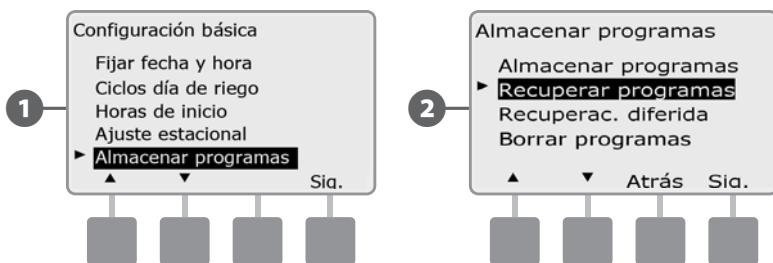 1
Configuración básica
Fijar fecha y hora
Ciclos día de riego
Horas de inicio
Ajuste estacional
► Almacenar programas
▲ ▼ Sig.
2
Almacenar programas
Almacenar programas
► Recuperar programas
Recuperac. diferida
Borrar programas
▲ ▼ Atrás Sig.